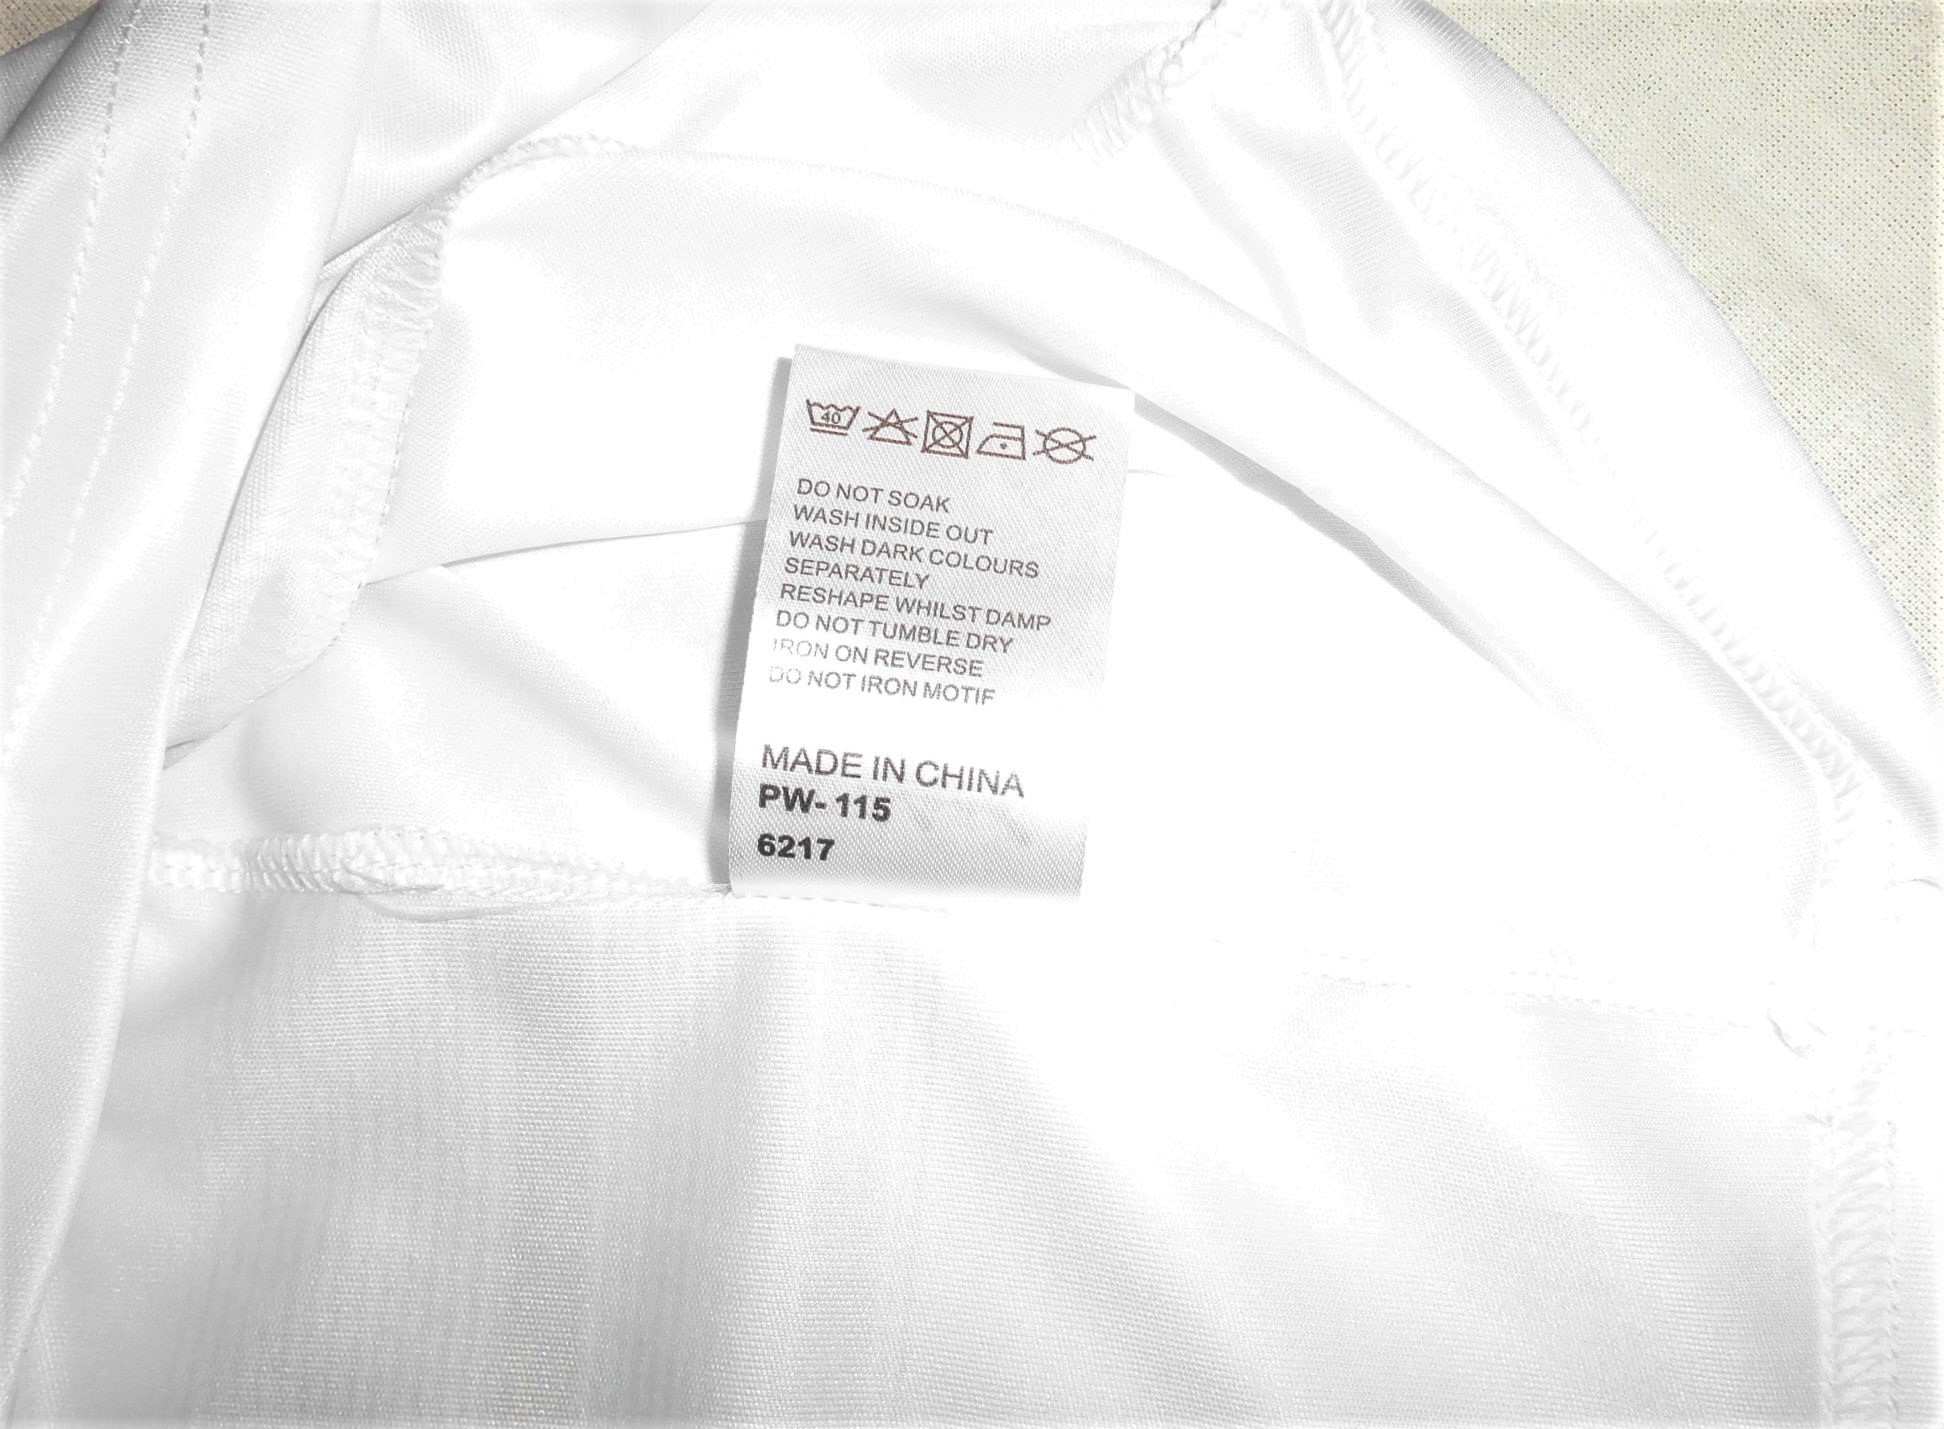 40
DO NOT SOAK
WASH INSIDE OUT
WASH DARK COLOURS
SEPARATELY
RESHAPE WHILST DAMP
DO NOT TUMBLE DRY
IRON ON REVERSE
DO NOT IRON MOTIF
MADE IN CHINA
PW- 115
6217